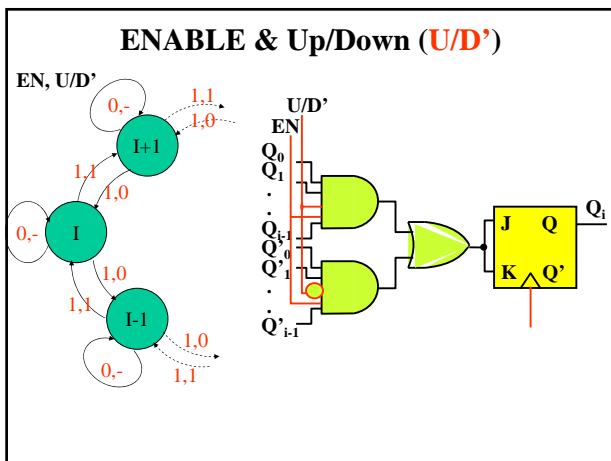 ENABLE & Up/Down (U/D’)
EN, U/D’
0,-
1,1
1,0
I+1
1,1
1,0
I
0,-
1,0
1,1
I-1
1,0
0,-
1,1
U/D’
EN
Q0
Q1
.
.
Qi-1
Q’0
Q’1
.
.
Q’i-1
J Q
K Q’
Qi